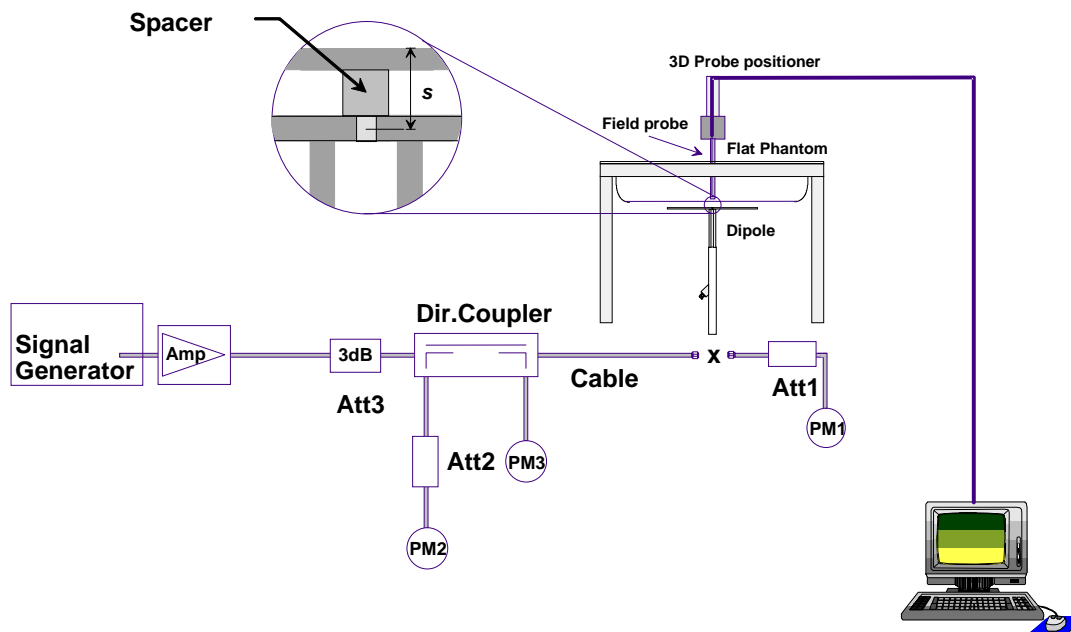 Spacer
s
3D Probe positioner
Field probe
Flat Phantom
Dipole
Dir.Coupler
Signal
Generator
Amp
3dB
Att3
Cable
x
Att1
PM1
Att2
PM3
PM2